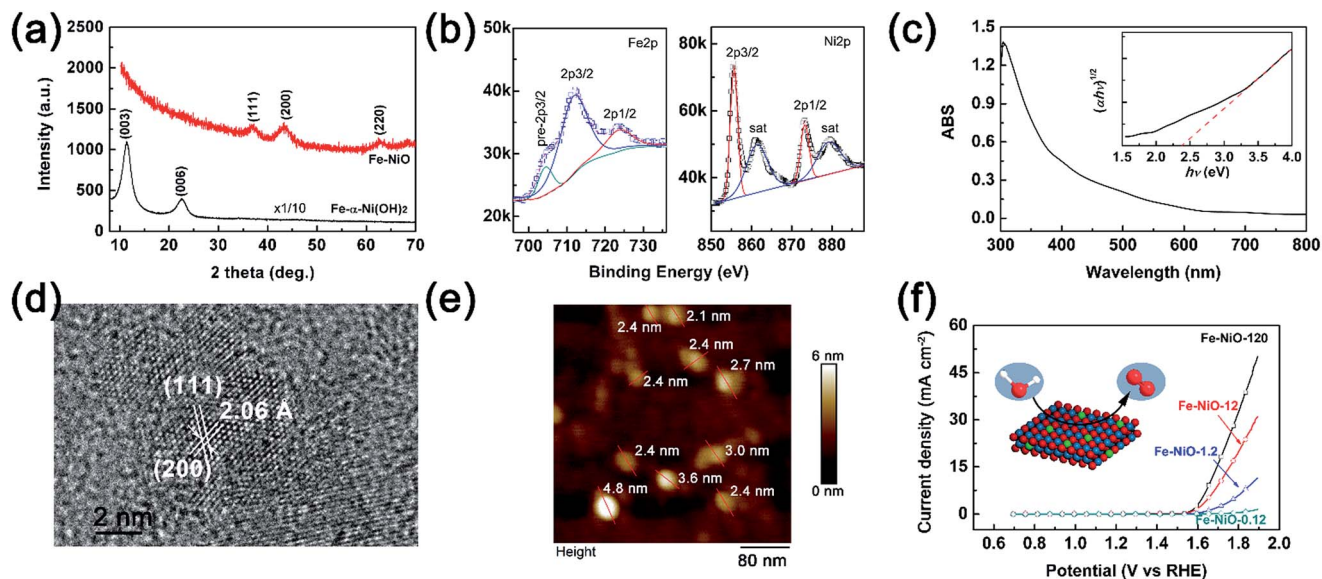 (a)
2500
2000
1500
1000
500
0
Intensity (a.u.)
(003)
(006)
(111)
(200)
(220)
Fe-NiO
x1/10
Fe-α-Ni(OH)2
10 20 30 40 50 60 70
2 theta (deg.)
(b)
50k
40k
30k
20k
Fe2p
pre-2p3/2
2p3/2
2p1/2
700 710 720 730
80k
60k
40k
Ni2p
2p3/2
sat
2p1/2
sat
850 860 870 880
Binding Energy (eV)
(c)
1.5
1.2
0.9
0.6
0.3
0.0
ABS
(αhν)1/2
1.5 2.0 2.5 3.0 3.5 4.0
hν (eV)
300 400 500 600 700 800
Wavelength (nm)
(d)
(111)
2.06 Å
(200)
2 nm
(e)
2.4 nm
2.1 nm
2.4 nm
2.4 nm
2.7 nm
2.4 nm
3.0 nm
3.6 nm
4.8 nm
2.4 nm
6 nm
0 nm
Height
80 nm
(f)
60
45
30
15
0
Current density (mA cm-2)
Fe-NiO-120
Fe-NiO-12
Fe-NiO-1.2
Fe-NiO-0.12
0.6 0.8 1.0 1.2 1.4 1.6 1.8 2.0
Potential (V vs RHE)